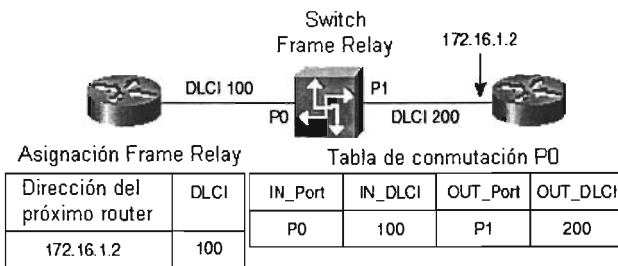 Switch
Frame Relay
172.16.1.2
DLCI 100
P0
P1
DLCI 200
Asignación Frame Relay
Dirección del
próximo router
DLCI
172.16.1.2
100
Tabla de conmutación P0
IN_Port
IN_DLCI
OUT_Port
OUT_DLCI
P0
100
P1
200